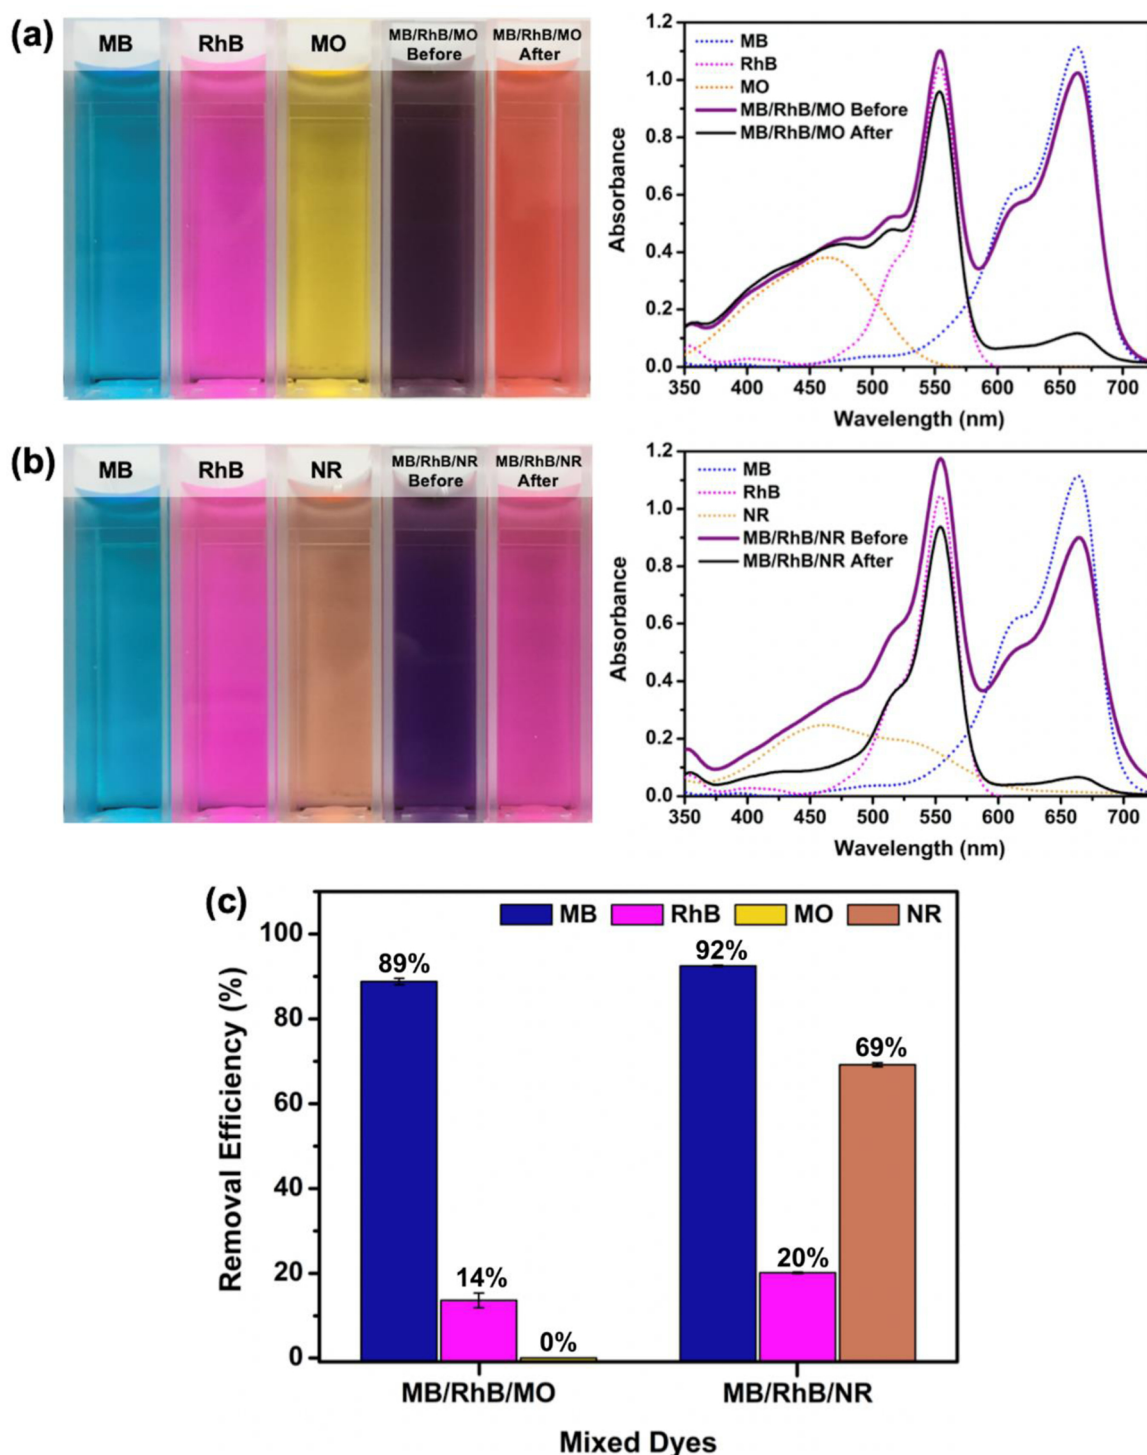 (a)
MB
RhB
MO
MB/RhB/MO
Before
MB/RhB/MO
After
1.2
1.0
0.8
0.6
0.4
0.2
0.0
Absorbance
MB
RhB
MO
MB/RhB/MO Before
MB/RhB/MO After
350 400 450 500 550 600 650 700
Wavelength (nm)
(b)
MB
RhB
NR
MB/RhB/NR
Before
MB/RhB/NR
After
1.2
1.0
0.8
0.6
0.4
0.2
0.0
Absorbance
MB
RhB
NR
MB/RhB/NR Before
MB/RhB/NR After
350 400 450 500 550 600 650 700
Wavelength (nm)
(c)
MB RhB MO NR
Removal Efficiency (%)
100
80
60
40
20
0
89%
14%
0%
92%
20%
69%
MB/RhB/MO
MB/RhB/NR
Mixed Dyes